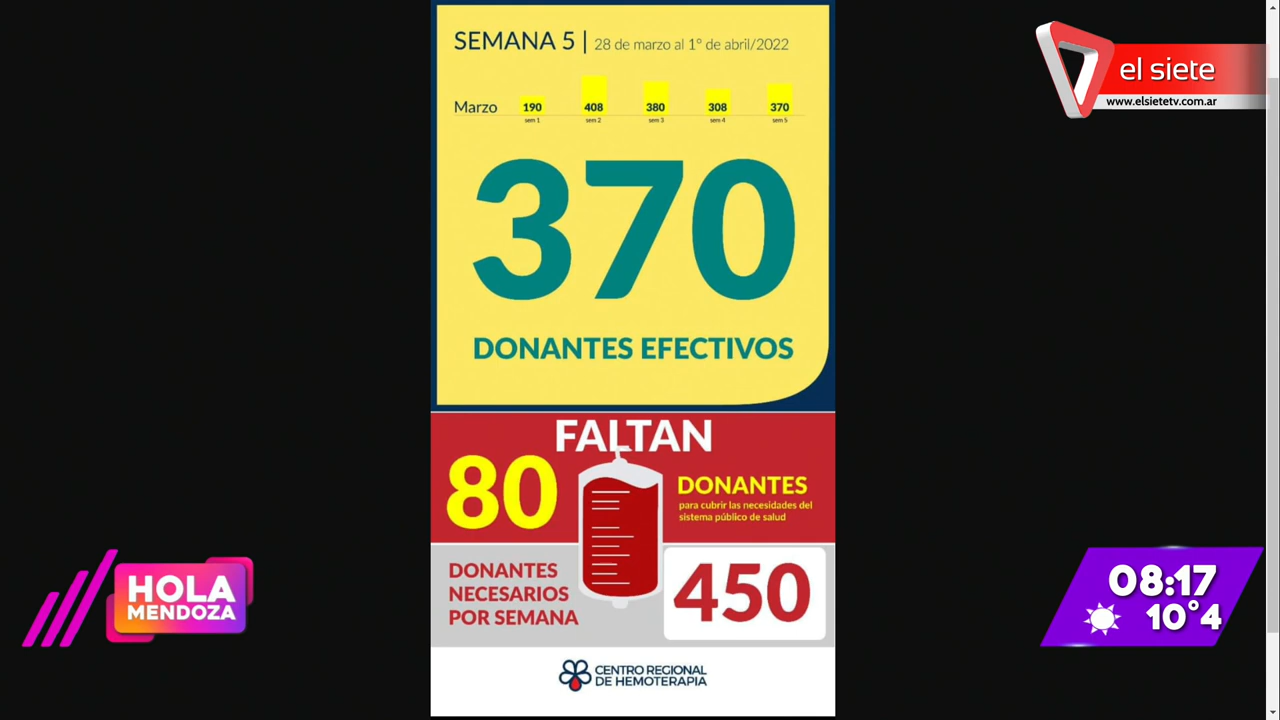 SEMANA 5 | 28 de marzo al 1° de abril/2022
Marzo 190 408 380 308 370
sem 1 sem 2 sem 3 sem 4 sem 5
370
DONANTES EFECTIVOS
FALTAN
80
DONANTES
para cubrir las necesidades del
sistema público de salud
DONANTES
NECESARIOS
POR SEMANA
450
CENTRO REGIONAL
DE HEMOTERAPIA
el siete
www.elsietetv.com.ar
HOLA
MENDOZA
08:17
10°4